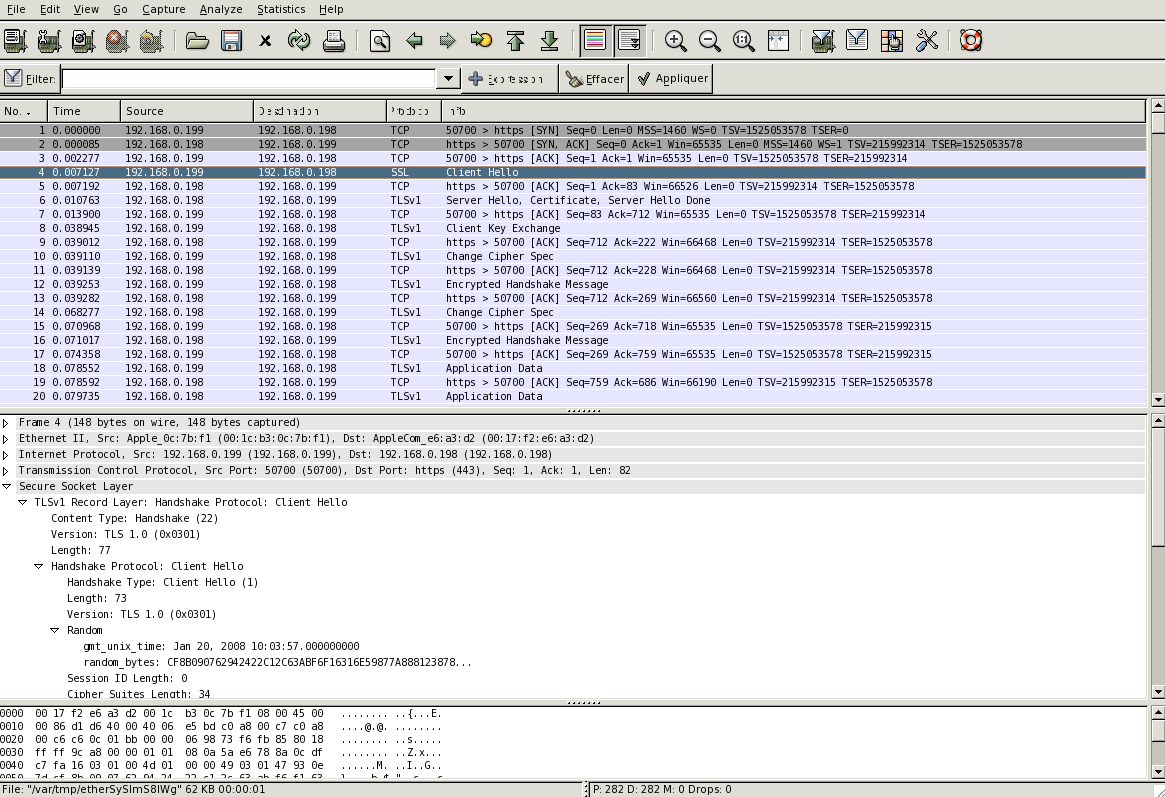 File Edit View Go Capture Analyze Statistics Help
Filter: Effacer Appliquer
No. Time Source
1 0.000000 192.168.0.199 192.168.0.198 TCP 50700 > https [SYN] Seq=0 Len=0 MSS=1460 WS=0 TSV=1525053578 TSER=0
2 0.000085 192.168.0.198 192.168.0.199 TCP https > 50700 [SYN, ACK] Seq=0 Ack=1 Win=65535 Len=0 MSS=1460 WS=1 TSV=215992314 TSER=1525053578
3 0.002277 192.168.0.199 192.168.0.198 TCP 50700 > https [ACK] Seq=1 Ack=1 Win=65535 Len=0 TSV=1525053578 TSER=215992314
4 0.007127 192.168.0.199 192.168.0.198 SSL Client Hello
5 0.007192 192.168.0.198 192.168.0.199 TCP https > 50700 [ACK] Seq=1 Ack=83 Win=66526 Len=0 TSV=215992314 TSER=1525053578
6 0.010763 192.168.0.198 192.168.0.199 TLSv1 Server Hello, Certificate, Server Hello Done
7 0.013900 192.168.0.199 192.168.0.198 TCP 50700 > https [ACK] Seq=83 Ack=712 Win=65535 Len=0 TSV=1525053578 TSER=215992314
8 0.038945 192.168.0.199 192.168.0.198 TLSv1 Client Key Exchange
9 0.039012 192.168.0.198 192.168.0.199 TCP https > 50700 [ACK] Seq=712 Ack=222 Win=66468 Len=0 TSV=215992314 TSER=1525053578
10 0.039110 192.168.0.199 192.168.0.198 TLSv1 Change Cipher Spec
11 0.039139 192.168.0.198 192.168.0.199 TCP https > 50700 [ACK] Seq=712 Ack=228 Win=66468 Len=0 TSV=215992314 TSER=1525053578
12 0.039253 192.168.0.199 192.168.0.198 TLSv1 Encrypted Handshake Message
13 0.039282 192.168.0.198 192.168.0.199 TCP https > 50700 [ACK] Seq=712 Ack=269 Win=66560 Len=0 TSV=215992314 TSER=1525053578
14 0.068277 192.168.0.198 192.168.0.199 TLSv1 Change Cipher Spec
15 0.070968 192.168.0.199 192.168.0.198 TCP 50700 > https [ACK] Seq=269 Ack=718 Win=65535 Len=0 TSV=1525053578 TSER=215992315
16 0.071017 192.168.0.198 192.168.0.199 TLSv1 Encrypted Handshake Message
17 0.074358 192.168.0.199 192.168.0.198 TCP 50700 > https [ACK] Seq=269 Ack=759 Win=65535 Len=0 TSV=1525053578 TSER=215992315
18 0.078552 192.168.0.199 192.168.0.198 TLSv1 Application Data
19 0.078592 192.168.0.198 192.168.0.199 TCP https > 50700 [ACK] Seq=759 Ack=686 Win=66190 Len=0 TSV=215992315 TSER=1525053578
20 0.079735 192.168.0.199 192.168.0.198 TLSv1 Application Data
Frame 4 (148 bytes on wire, 148 bytes captured)
Ethernet II, Src: Apple_0c:7b:f1 (00:1c:b3:0c:7b:f1), Dst: AppleCom_e6:a3:d2 (00:17:f2:e6:a3:d2)
Internet Protocol, Src: 192.168.0.199 (192.168.0.199), Dst: 192.168.0.198 (192.168.0.198)
Transmission Control Protocol, Src Port: 50700 (50700), Dst Port: https (443), Seq: 1, Ack: 1, Len: 82
Secure Socket Layer
TLSv1 Record Layer: Handshake Protocol: Client Hello
Content Type: Handshake (22)
Version: TLS 1.0 (0x0301)
Length: 77
Handshake Protocol: Client Hello
Handshake Type: Client Hello (1)
Length: 73
Version: TLS 1.0 (0x0301)
Random
gmt_unix_time: Jan 20, 2008 10:03:57.000000000
random_bytes: CF8B090762942422C12C63ABF6F16316E59877A888123878...
Session ID Length: 0
Cipher Suites Length: 34
0000 00 17 f2 e6 a3 d2 00 1c b3 0c 7b f1 08 00 45 00 ........ ..{...E.
0010 00 86 d1 d6 40 00 40 06 e5 bd c0 a8 00 c7 c0 a8 ....@.@. ........
0020 00 c6 c6 0c 01 bb 00 00 06 98 73 f6 fb 85 80 18 ........ ..s.....
0030 ff ff 9c a8 00 00 01 01 08 0a 5a e6 78 8a 0c df ........ ..Z.x...
0040 c7 fa 16 03 01 00 4d 01 00 00 49 03 01 47 93 0e ......M. ..I..G..
File: "/var/tmp/etherSySlmS8IWg" 62 KB 00:00:01 P: 282 D: 282 M: 0 Drops: 0